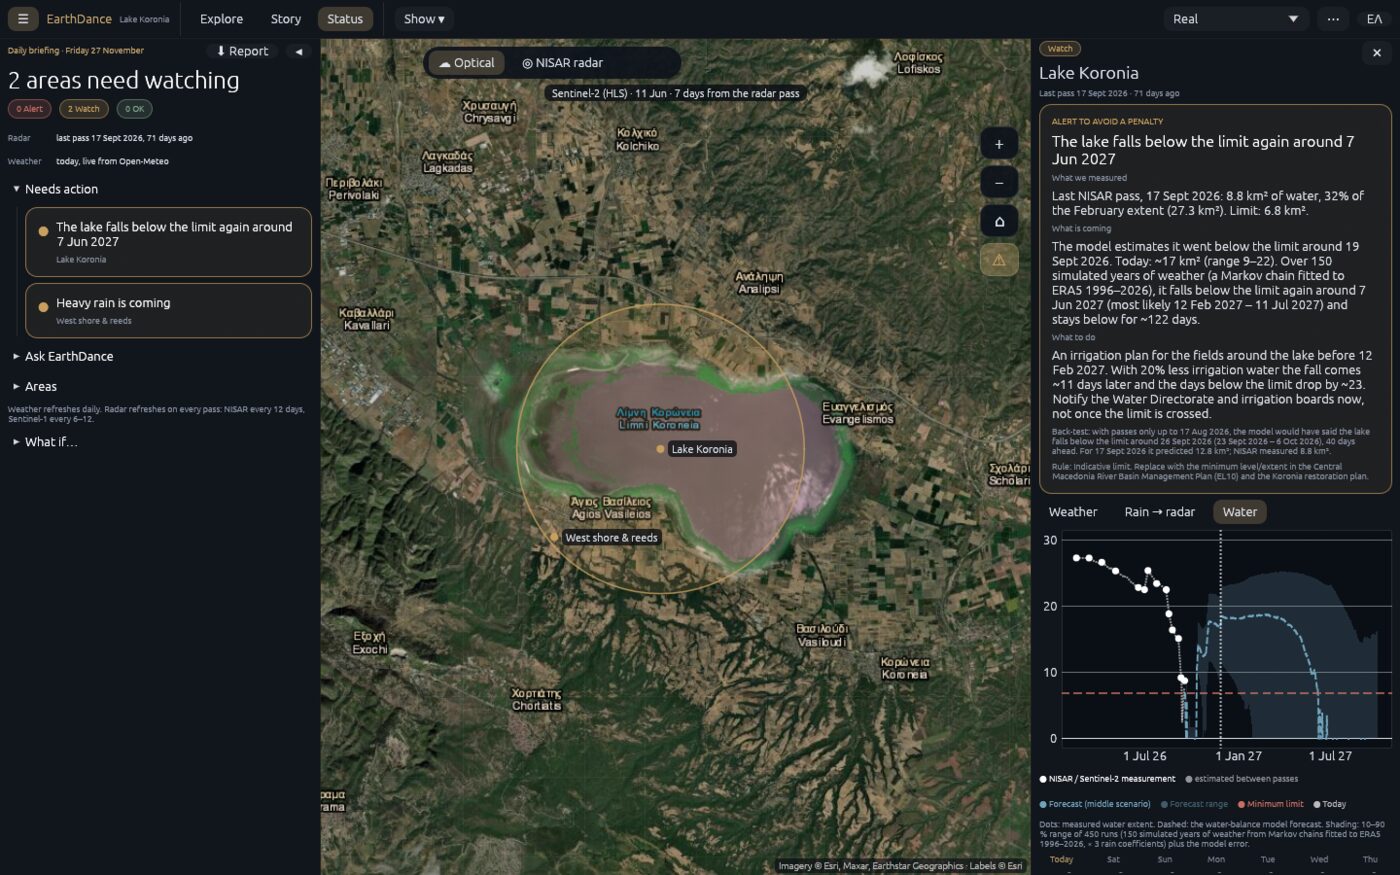 ☰ EarthDance Lake Koronia Explore Story Status Show ▾ Real ▼ ⋯ ΕΛ
Daily briefing · Friday 27 November ⬇ Report ◀
2 areas need watching
0 Alert 2 Watch 0 OK
Radar last pass 17 Sept 2026, 71 days ago
Weather today, live from Open-Meteo
▼ Needs action
The lake falls below the limit again around
7 Jun 2027
Lake Koronia
Heavy rain is coming
West shore & reeds
▶ Ask EarthDance
▶ Areas
Weather refreshes daily. Radar refreshes on every pass: NISAR every 12 days,
Sentinel-1 every 6–12.
▶ What if…
☁ Optical ◎ NISAR radar
Sentinel-2 (HLS) · 11 Jun · 7 days from the radar pass
Λοφίσκος
Lofiskos
Χρυσαυγή
Chrysavgi
Κολχικό
Kolchiko
Λαγκαδάς
Lagkadas
Περιβολάκι
Perivolaki
+
−
⌂
⚠
Ανάληψη
Analipsi
Καβαλλάρι
Kavallari
Λίμνη Κορώνεια
Limni Koroneia
Ευαγγελισμός
Evangelismos
Lake Koronia
Σχολάρι
Scholari
Άγιος Βασίλειος
Agios Vasileios
West shore & reeds
Βασιλούδι
Vasiloudi
Εξοχή
Exochi
Κορώνεια
Koroneia
Χορτιάτης
Chortiatis
ραμα
rama
Imagery © Esri, Maxar, Earthstar Geographics · Labels © Esri
Watch ✕
Lake Koronia
Last pass 17 Sept 2026 · 71 days ago
ALERT TO AVOID A PENALTY
The lake falls below the limit again around 7
Jun 2027
What we measured
Last NISAR pass, 17 Sept 2026: 8.8 km² of water, 32% of
the February extent (27.3 km²). Limit: 6.8 km².
What is coming
The model estimates it went below the limit around 19
Sept 2026. Today: ~17 km² (range 9–22). Over 150
simulated years of weather (a Markov chain fitted to
ERA5 1996–2026), it falls below the limit again around 7
Jun 2027 (most likely 12 Feb 2027 – 11 Jul 2027) and
stays below for ~122 days.
What to do
An irrigation plan for the fields around the lake before 12
Feb 2027. With 20% less irrigation water the fall comes
~11 days later and the days below the limit drop by ~23.
Notify the Water Directorate and irrigation boards now,
not once the limit is crossed.
Back-test: with passes only up to 17 Aug 2026, the model would have said the lake
falls below the limit around 26 Sept 2026 (23 Sept 2026 – 6 Oct 2026), 40 days
ahead. For 17 Sept 2026 it predicted 12.8 km²; NISAR measured 8.8 km².
Rule: Indicative limit. Replace with the minimum level/extent in the Central
Macedonia River Basin Management Plan (EL10) and the Koronia restoration plan.
Weather Rain → radar Water
30
20
10
0
1 Jul 26 1 Jan 27 1 Jul 27
NISAR / Sentinel-2 measurement estimated between passes
Forecast (middle scenario) Forecast range Minimum limit Today
Dots: measured water extent. Dashed: the water-balance model forecast. Shading: 10–90
% range of 450 runs (150 simulated years of weather from Markov chains fitted to ERA5
1996–2026, × 3 rain coefficients) plus the model error.
Today Sat Sun Mon Tue Wed Thu